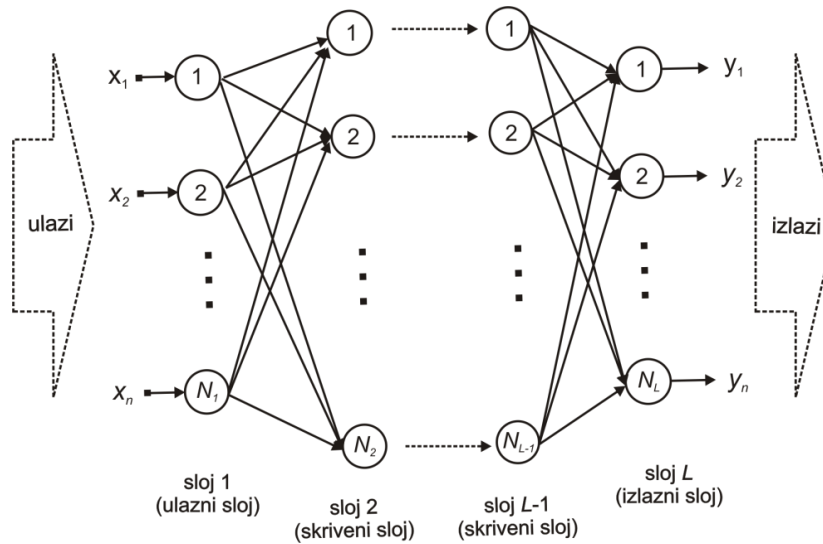 ulazi
x1
x2
xn
1
2
N1
sloj 1
(ulazni sloj)
1
2
N2
sloj 2
(skriveni sloj)
1
2
NL-1
sloj L-1
(skriveni sloj)
1
2
NL
sloj L
(izlazni sloj)
y1
y2
yn
izlazi